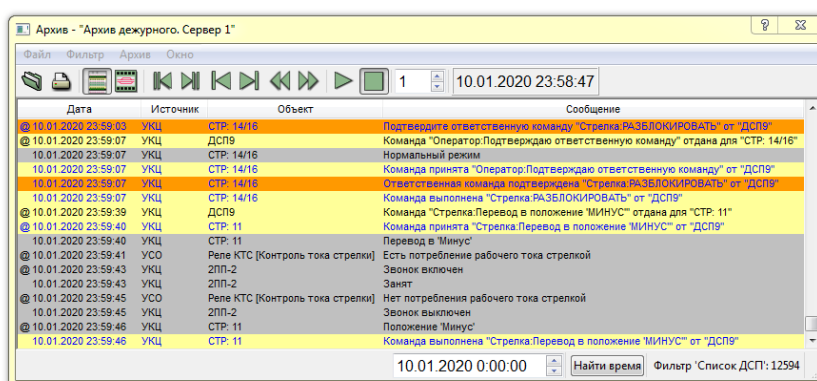 Архив - "Архив дежурного. Сервер 1"
Файл Фильтр Архив Окно
1 10.01.2020 23:58:47
Дата Источник Объект Сообщение
@ 10.01.2020 23:59:03 УКЦ СТР: 14/16 Подтвердите ответственную команду "Стрелка:РАЗБЛОКИРОВАТЬ" от "ДСП9"
@ 10.01.2020 23:59:07 УКЦ ДСП9 Команда "Оператор:Подтверждаю ответственную команду" отдана для "СТР: 14/16"
10.01.2020 23:59:07 УКЦ СТР: 14/16 Нормальный режим
10.01.2020 23:59:07 УКЦ СТР: 14/16 Команда принята "Оператор:Подтверждаю ответственную команду" от "ДСП9"
10.01.2020 23:59:07 УКЦ СТР: 14/16 Ответственная команда подтверждена "Стрелка:РАЗБЛОКИРОВАТЬ" от "ДСП9"
10.01.2020 23:59:07 УКЦ СТР: 14/16 Команда выполнена "Стрелка:РАЗБЛОКИРОВАТЬ" от "ДСП9"
@ 10.01.2020 23:59:39 УКЦ ДСП9 Команда "Стрелка:Перевод в положение 'МИНУС'" отдана для "СТР: 11"
@ 10.01.2020 23:59:40 УКЦ СТР: 11 Команда принята "Стрелка:Перевод в положение 'МИНУС'" от "ДСП9"
10.01.2020 23:59:40 УКЦ СТР: 11 Перевод в 'Минус'
@ 10.01.2020 23:59:41 УСО Реле КТС [Контроль тока стрелки] Есть потребление рабочего тока стрелкой
@ 10.01.2020 23:59:43 УКЦ 2ПП-2 Звонок включен
@ 10.01.2020 23:59:43 УКЦ 2ПП-2 Занят
@ 10.01.2020 23:59:45 УСО Реле КТС [Контроль тока стрелки] Нет потребления рабочего тока стрелкой
10.01.2020 23:59:45 УКЦ 2ПП-2 Звонок выключен
@ 10.01.2020 23:59:46 УКЦ СТР: 11 Положение 'Минус'
10.01.2020 23:59:46 УКЦ СТР: 11 Команда выполнена "Стрелка:Перевод в положение 'МИНУС'" от "ДСП9"
10.01.2020 0:00:00 Найти время Фильтр 'Список ДСП': 12594